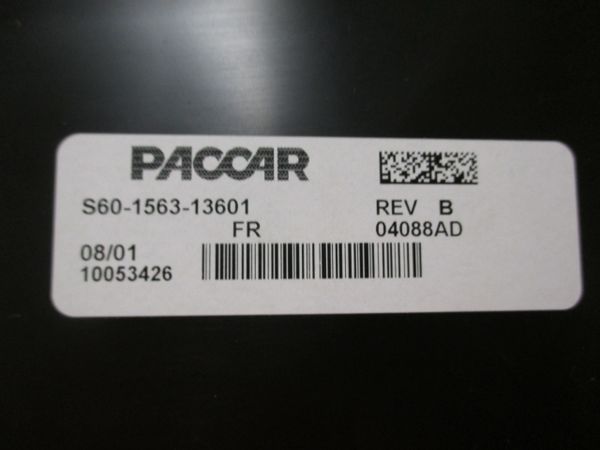 PACCAR
S60-1563-13601 REV B
FR 04088AD
08/01
10053426